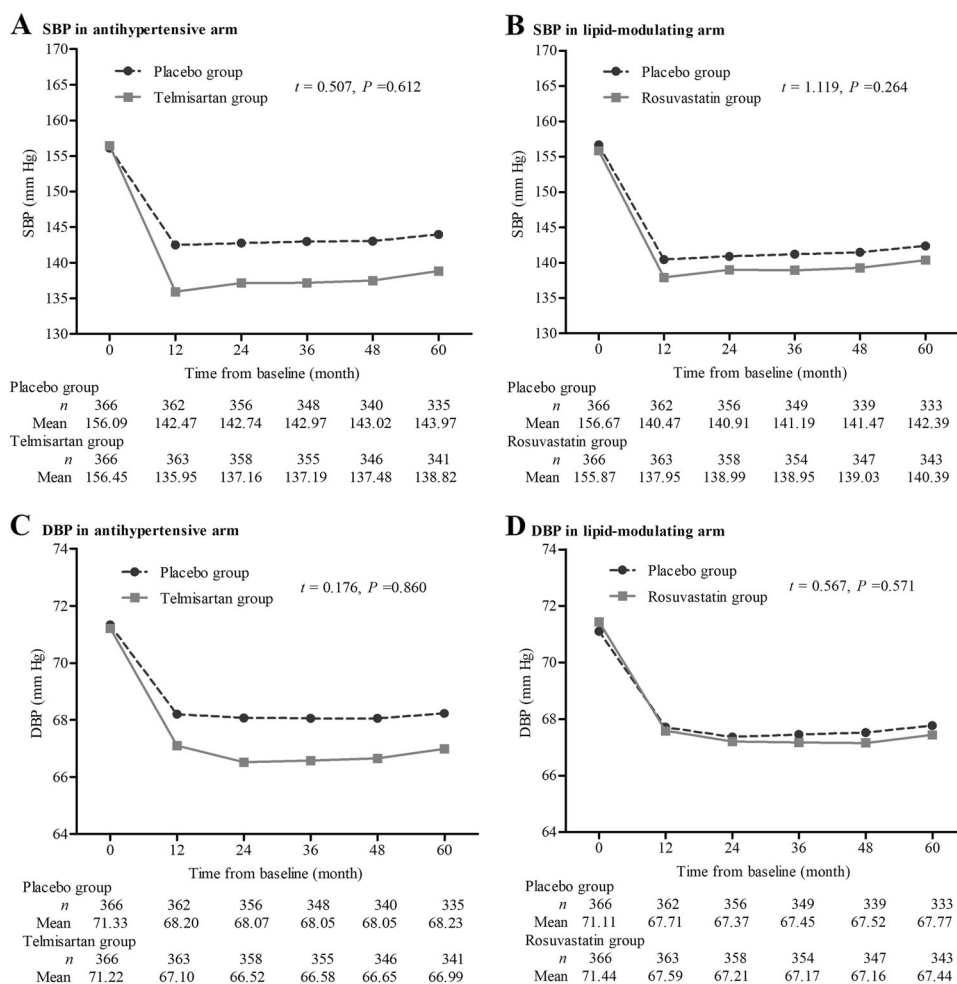 A SBP in antihypertensive arm
170
165
160
155
150
145
140
135
130
SBP (mm Hg)
Placebo group
Telmisartan group
t = 0.507, P =0.612
0 12 24 36 48 60
Time from baseline (month)
Placebo group
n 366 362 356 348 340 335
Mean 156.09 142.47 142.74 142.97 143.02 143.97
Telmisartan group
n 366 363 358 355 346 341
Mean 156.45 135.95 137.16 137.19 137.48 138.82
B SBP in lipid-modulating arm
170
165
160
155
150
145
140
135
130
SBP (mm Hg)
Placebo group
Rosuvastatin group
t = 1.119, P =0.264
0 12 24 36 48 60
Time from baseline (month)
Placebo group
n 366 362 356 349 339 333
Mean 156.67 140.47 140.91 141.19 141.47 142.39
Rosuvastatin group
n 366 363 358 354 347 343
Mean 155.87 137.95 138.99 138.95 139.03 140.39
C DBP in antihypertensive arm
74
72
70
68
66
64
DBP (mm Hg)
Placebo group
Telmisartan group
t = 0.176, P =0.860
0 12 24 36 48 60
Time from baseline (month)
Placebo group
n 366 362 356 348 340 335
Mean 71.33 68.20 68.07 68.05 68.05 68.23
Telmisartan group
n 366 363 358 355 346 341
Mean 71.22 67.10 66.52 66.58 66.65 66.99
D DBP in lipid-modulating arm
74
72
70
68
66
64
DBP (mm Hg)
Placebo group
Rosuvastatin group
t = 0.567, P =0.571
0 12 24 36 48 60
Time from baseline (month)
Placebo group
n 366 362 356 349 339 333
Mean 71.11 67.71 67.37 67.45 67.52 67.77
Rosuvastatin group
n 366 363 358 354 347 343
Mean 71.44 67.59 67.21 67.17 67.16 67.44